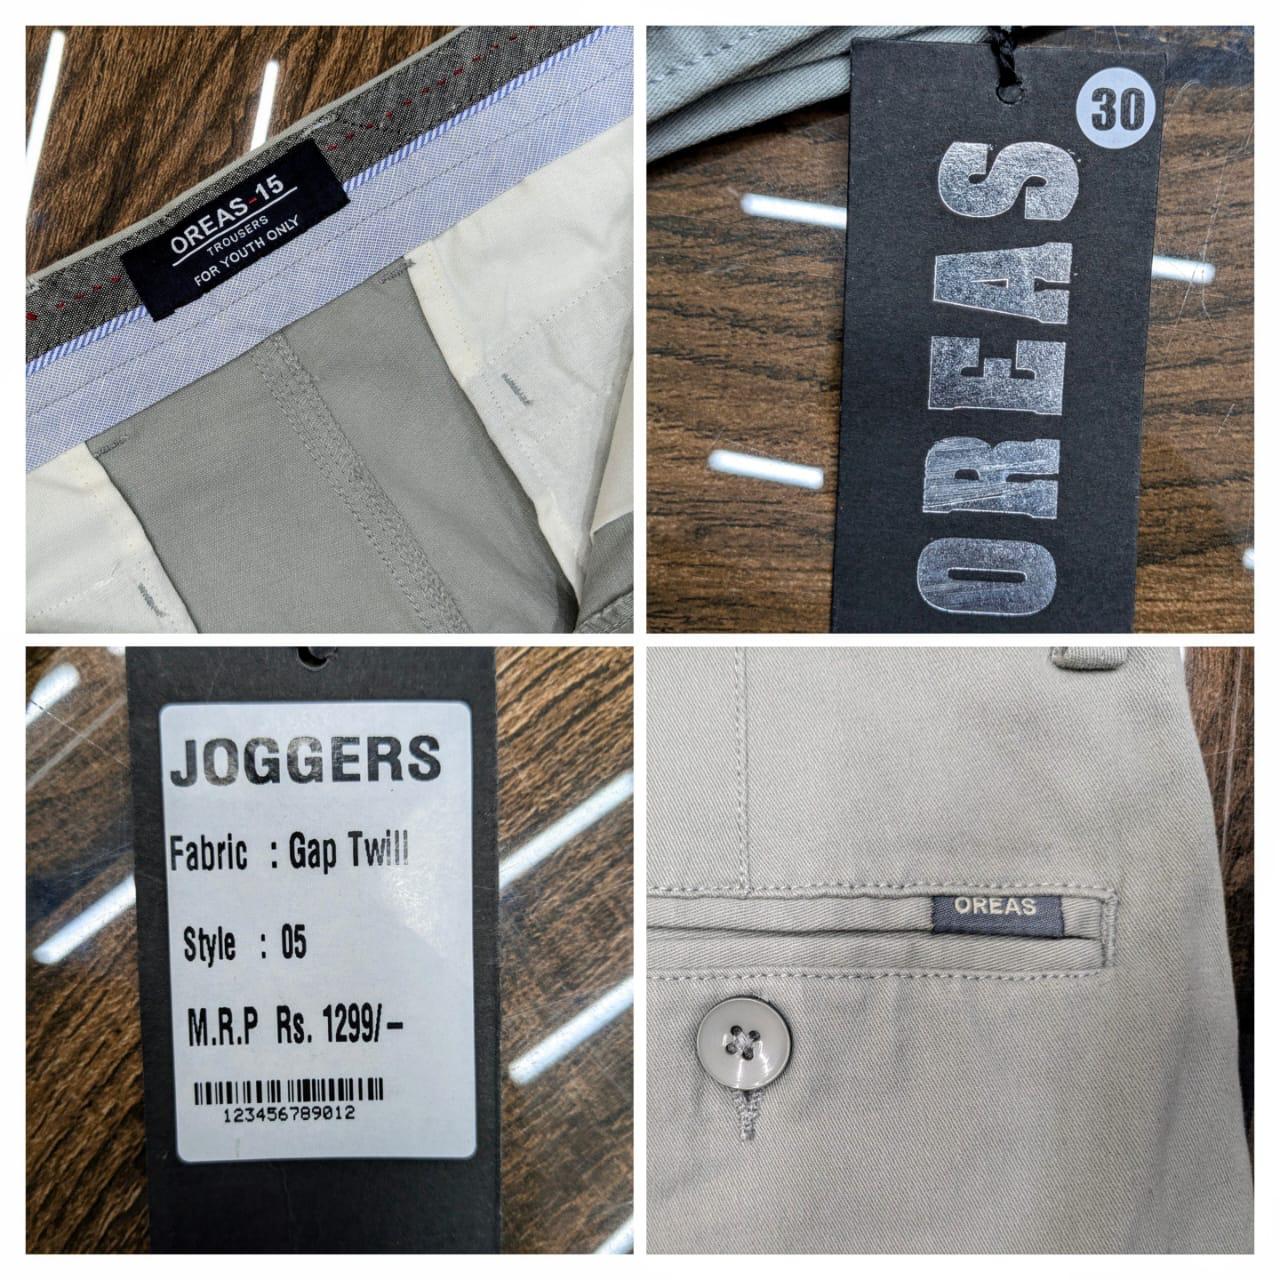 OREAS-15
TROUSERS
FOR YOUTH ONLY
30
OREAS
JOGGERS
Fabric : Gap Twill
Style : 05
M.R.P Rs. 1299/-
123456789012
OREAS